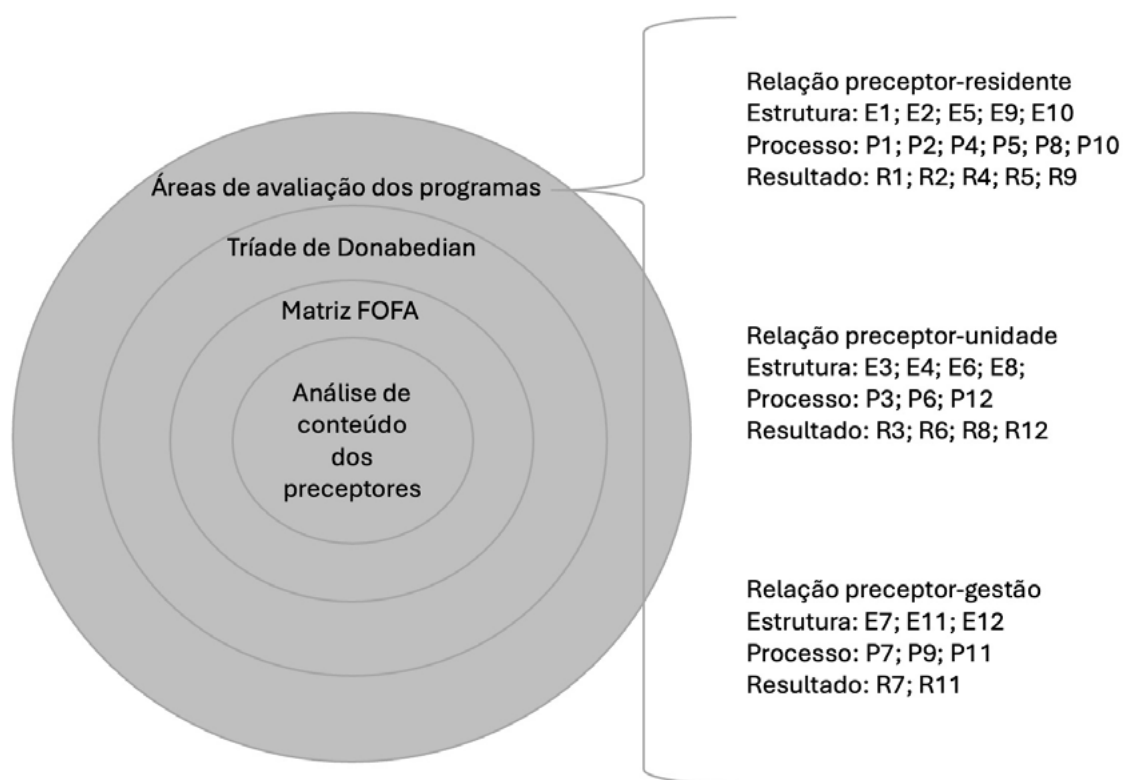 Áreas de avaliação dos programas
Tríade de Donabedian
Matriz FOFA
Análise de
conteúdo
dos
preceptores
Relação preceptor-residente
Estrutura: E1; E2; E5; E9; E10
Processo: P1; P2; P4; P5; P8; P10
Resultado: R1; R2; R4; R5; R9
Relação preceptor-unidade
Estrutura: E3; E4; E6; E8;
Processo: P3; P6; P12
Resultado: R3; R6; R8; R12
Relação preceptor-gestão
Estrutura: E7; E11; E12
Processo: P7; P9; P11
Resultado: R7; R11